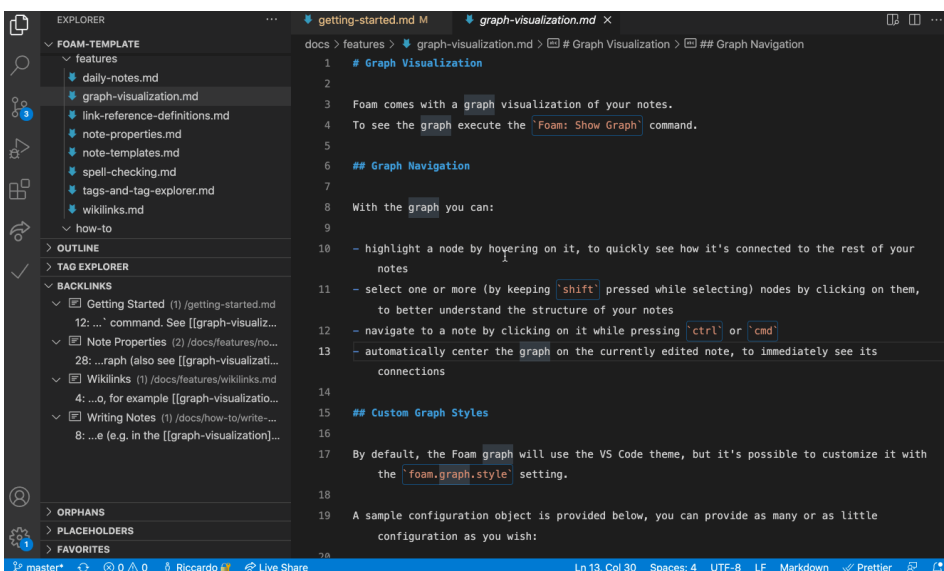 EXPLORER
...
getting-started.md M
graph-visualization.md
FOAM-TEMPLATE
docs > features > graph-visualization.md > # Graph Visualization > ## Graph Navigation
features
daily-notes.md
graph-visualization.md
link-reference-definitions.md
note-properties.md
note-templates.md
spell-checking.md
tags-and-tag-explorer.md
wikilinks.md
how-to
OUTLINE
TAG EXPLORER
BACKLINKS
Getting Started (1) /getting-started.md
12: ...` command. See [[graph-visualiz...
Note Properties (2) /docs/features/no...
28: ...raph (also see [[graph-visualizati...
Wikilinks (1) /docs/features/wikilinks.md
4: ...o, for example [[graph-visualizatio...
Writing Notes (1) /docs/how-to/write-...
8: ...e (e.g. in the [[graph-visualization]...
ORPHANS
PLACEHOLDERS
FAVORITES
3
1
1 # Graph Visualization
2
3 Foam comes with a graph visualization of your notes.
4 To see the graph execute the `Foam: Show Graph` command.
5
6 ## Graph Navigation
7
8 With the graph you can:
9
10 - highlight a node by hovering on it, to quickly see how it's connected to the rest of your
notes
11 - select one or more (by keeping `shift` pressed while selecting) nodes by clicking on them,
to better understand the structure of your notes
12 - navigate to a note by clicking on it while pressing `ctrl` or `cmd`
13 - automatically center the graph on the currently edited note, to immediately see its
connections
14
15 ## Custom Graph Styles
16
17 By default, the Foam graph will use the VS Code theme, but it's possible to customize it with
the `foam.graph.style` setting.
18
19 A sample configuration object is provided below, you can provide as many or as little
configuration as you wish:
20
master* 0 0 Riccardo Live Share Ln 13, Col 30 Spaces: 4 UTF-8 LF Markdown Prettier